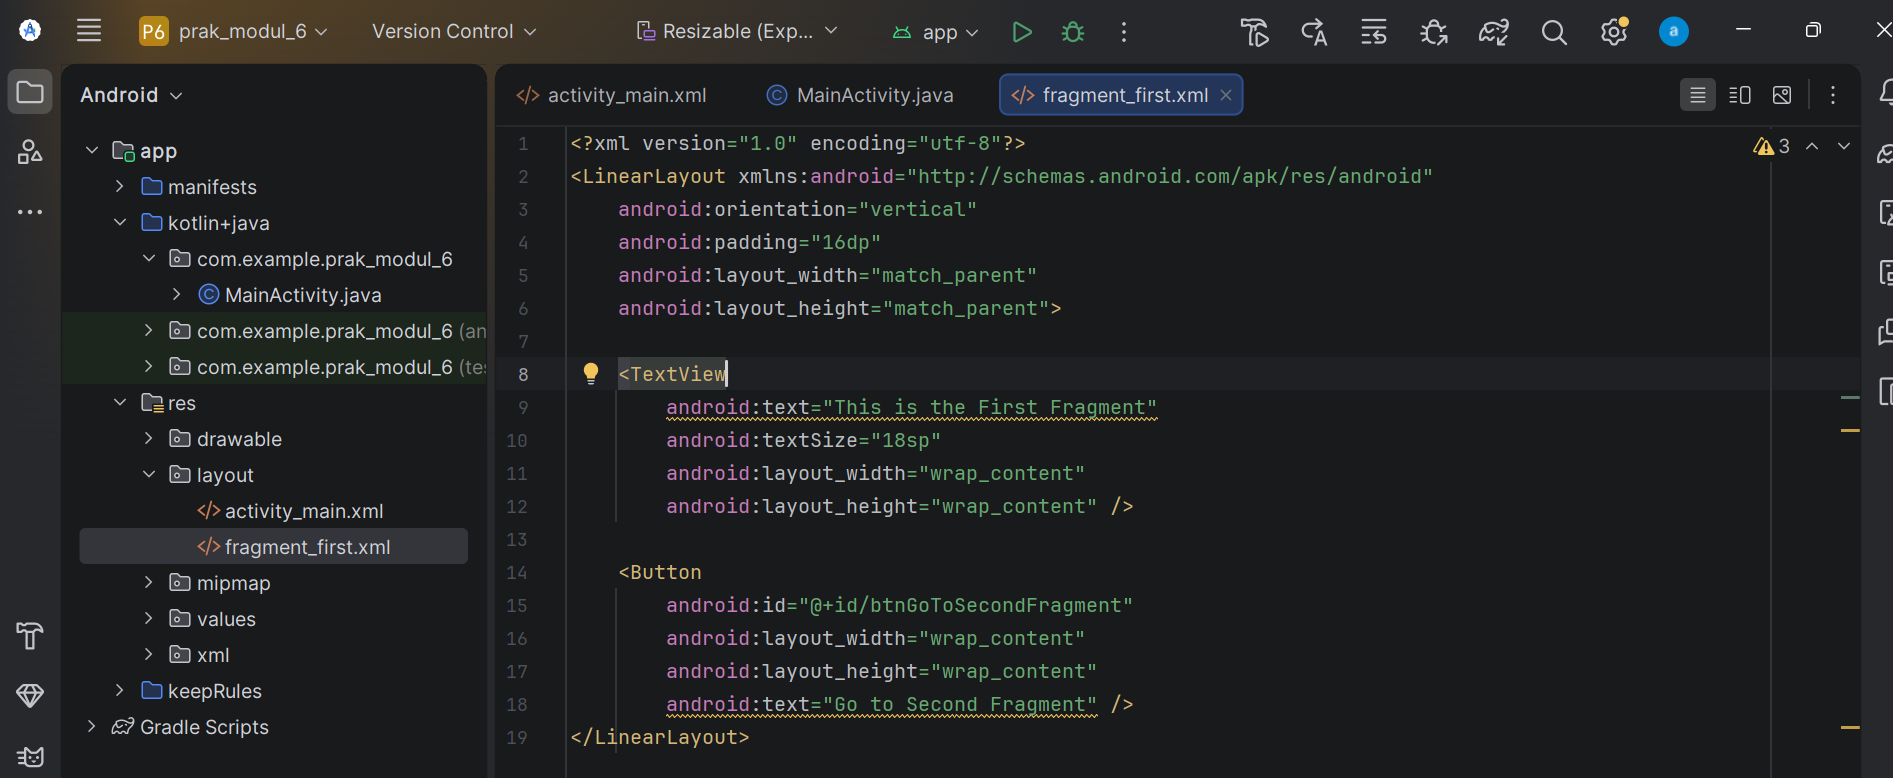 P6 prak_modul_6 Version Control Resizable (Exp... app a
Android
app
manifests
kotlin+java
com.example.prak_modul_6
MainActivity.java
com.example.prak_modul_6 (an
com.example.prak_modul_6 (te
res
drawable
layout
activity_main.xml
fragment_first.xml
mipmap
values
xml
keepRules
Gradle Scripts
activity_main.xml MainActivity.java fragment_first.xml
3
1 <?xml version="1.0" encoding="utf-8"?>
2 <LinearLayout xmlns:android="http://schemas.android.com/apk/res/android"
3 android:orientation="vertical"
4 android:padding="16dp"
5 android:layout_width="match_parent"
6 android:layout_height="match_parent">
7
8 <TextView
9 android:text="This is the First Fragment"
10 android:textSize="18sp"
11 android:layout_width="wrap_content"
12 android:layout_height="wrap_content" />
13
14 <Button
15 android:id="@+id/btnGoToSecondFragment"
16 android:layout_width="wrap_content"
17 android:layout_height="wrap_content"
18 android:text="Go to Second Fragment" />
19 </LinearLayout>